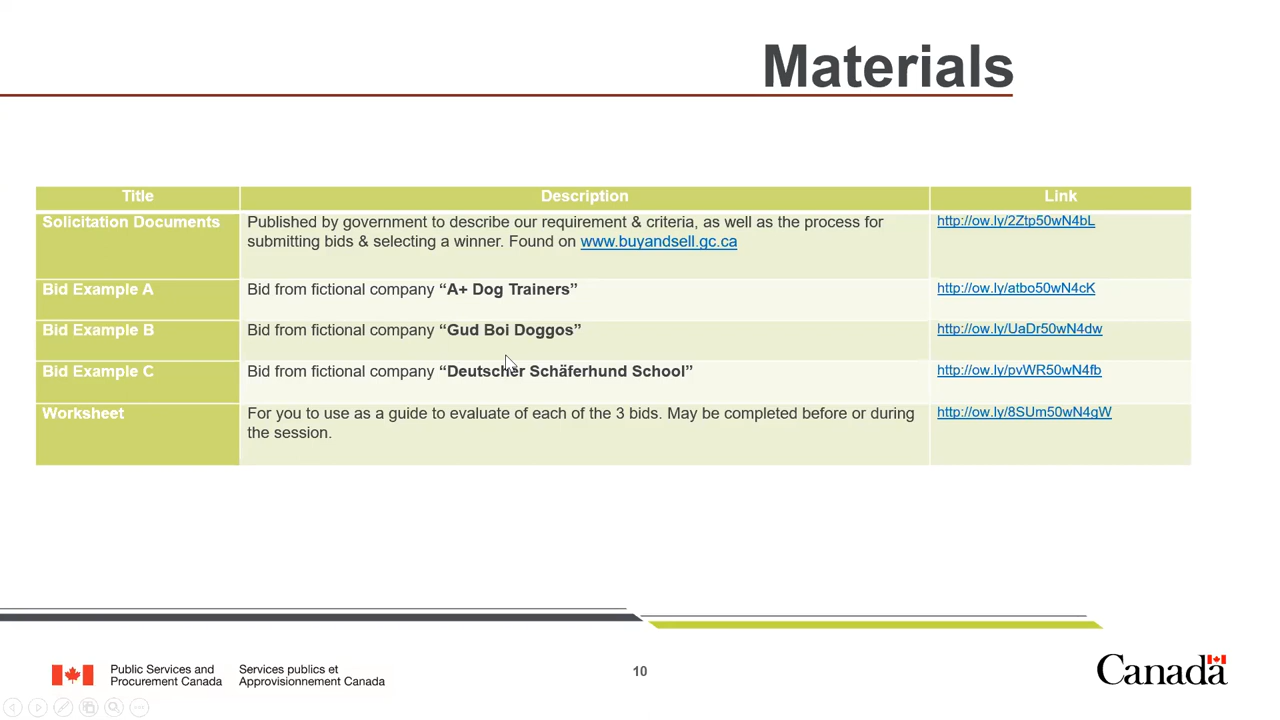 Materials
Title
Description
Link
Solicitation Documents
Published by government to describe our requirement & criteria, as well as the process for
submitting bids & selecting a winner. Found on www.buyandsell.gc.ca
http://ow.ly/2Ztp50wN4bL
Bid Example A
Bid from fictional company “A+ Dog Trainers”
http://ow.ly/atbo50wN4cK
Bid Example B
Bid from fictional company “Gud Boi Doggos”
http://ow.ly/UaDr50wN4dw
Bid Example C
Bid from fictional company “Deutscher Schäferhund School”
http://ow.ly/pvWR50wN4fb
Worksheet
For you to use as a guide to evaluate of each of the 3 bids. May be completed before or during
the session.
http://ow.ly/8SUm50wN4gW
Public Services and
Procurement Canada
Services publics et
Approvisionnement Canada
10
Canada